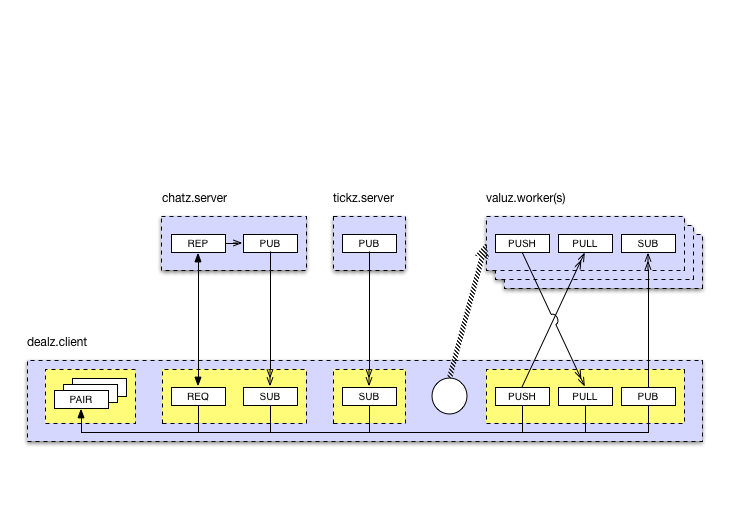 chatz.server
tickz.server
valuz.worker(s)
REP
PUB
PUB
PUSH
PULL
SUB
dealz.client
PAIR
REQ
SUB
SUB
PUSH
PULL
PUB